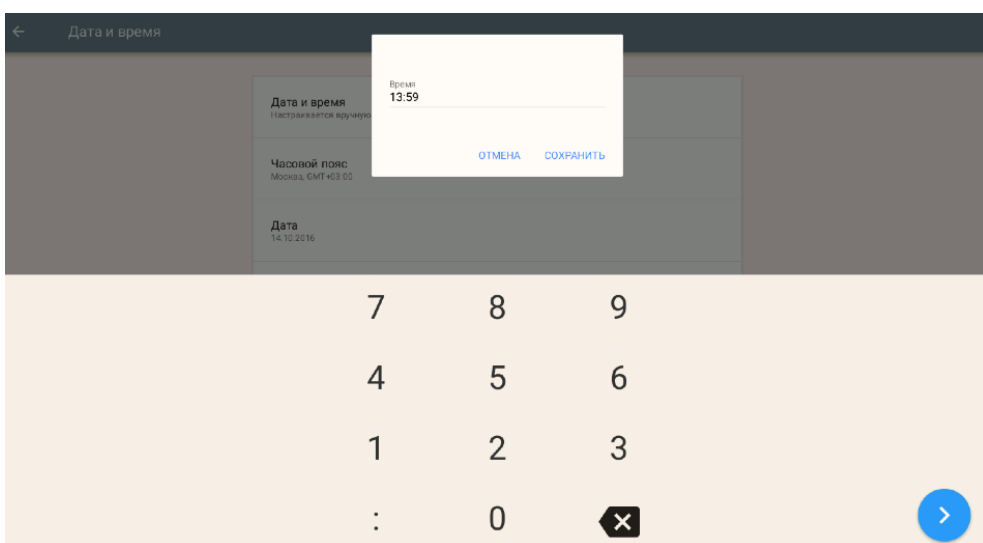 Дата и время
Время
13:59
ОТМЕНА СОХРАНИТЬ
Дата и время
Настраивается вручную
Часовой пояс
Москва, GMT+03:00
Дата
14.10.2016
7 8 9
4 5 6
1 2 3
: 0